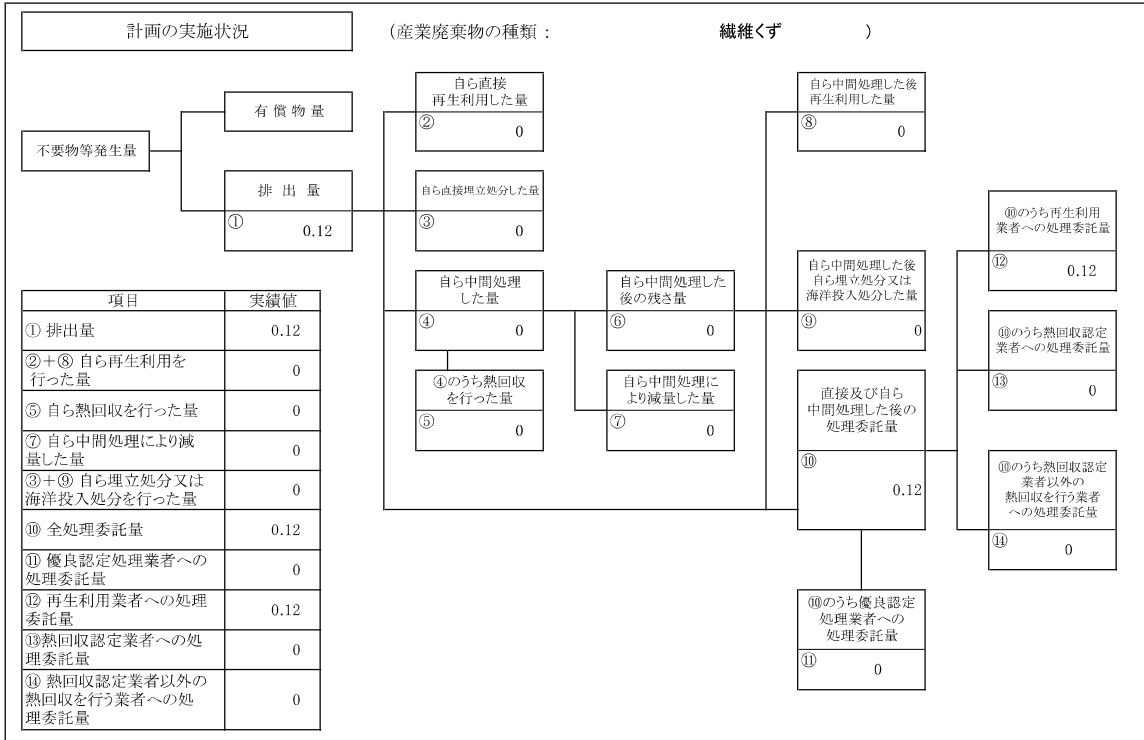 計画の実施状況
(産業廃棄物の種類: 繊維くず )
不要物等発生量
有償物量
排出量
① 0.12
自ら直接
再生利用した量
② 0
自ら直接埋立処分した量
③ 0
自ら中間処理
した量
④ 0
④のうち熱回収
を行った量
⑤ 0
自ら中間処理した
後の残さ量
⑥ 0
自ら中間処理に
より減量した量
⑦ 0
自ら中間処理した後
再生利用した量
⑧ 0
自ら中間処理した後
自ら埋立処分又は
海洋投入処分した量
⑨ 0
直接及び自ら
中間処理した後の
処理委託量
⑩
0.12
⑩のうち優良認定
処理業者への
処理委託量
⑪ 0
⑩のうち再生利用
業者への処理委託量
⑫ 0.12
⑩のうち熱回収認定
業者への処理委託量
⑬ 0
⑩のうち熱回収認定
業者以外の
熱回収を行う業者
への処理委託量
⑭ 0
項目 実績値
① 排出量 0.12
②+⑧ 自ら再生利用を
行った量 0
⑤ 自ら熱回収を行った量 0
⑦ 自ら中間処理により減
量した量 0
③+⑨ 自ら埋立処分又は
海洋投入処分を行った量 0
⑩ 全処理委託量 0.12
⑪ 優良認定処理業者への
処理委託量 0
⑫ 再生利用業者への処理
委託量 0.12
⑬熱回収認定業者への処
理委託量 0
⑭ 熱回収認定業者以外の
熱回収を行う業者への処
理委託量 0